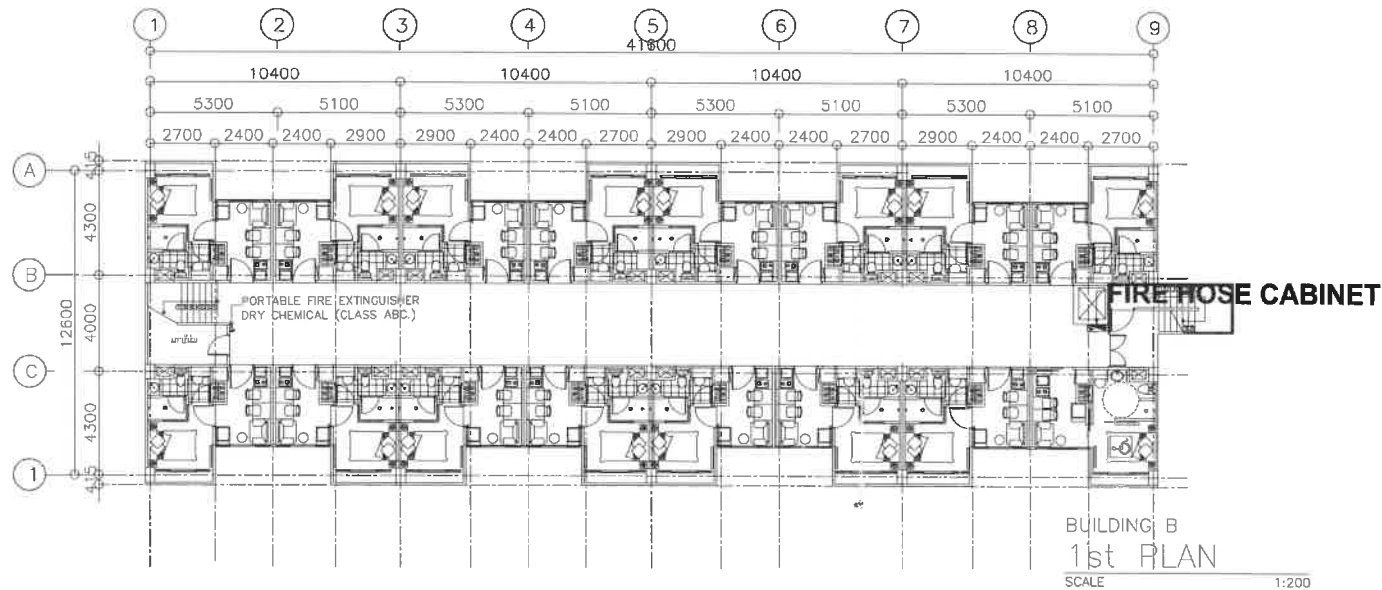 1 2 3 4 5 6 7 8 9
41600
10400 10400 10400 10400
5300 5100 5300 5100 5300 5100 5300 5100
2700 2400 2400 2900 2900 2400 2400 2700 2900 2400 2400 2700 2900 2400 2400 2700
A
415
4300
B
FIRE HOSE CABINET
PORTABLE FIRE EXTINGUISHER
DRY CHEMICAL (CLASS ABC.)
12600
4000
C
4300
1
415
BUILDING B
1st PLAN
SCALE 1:200